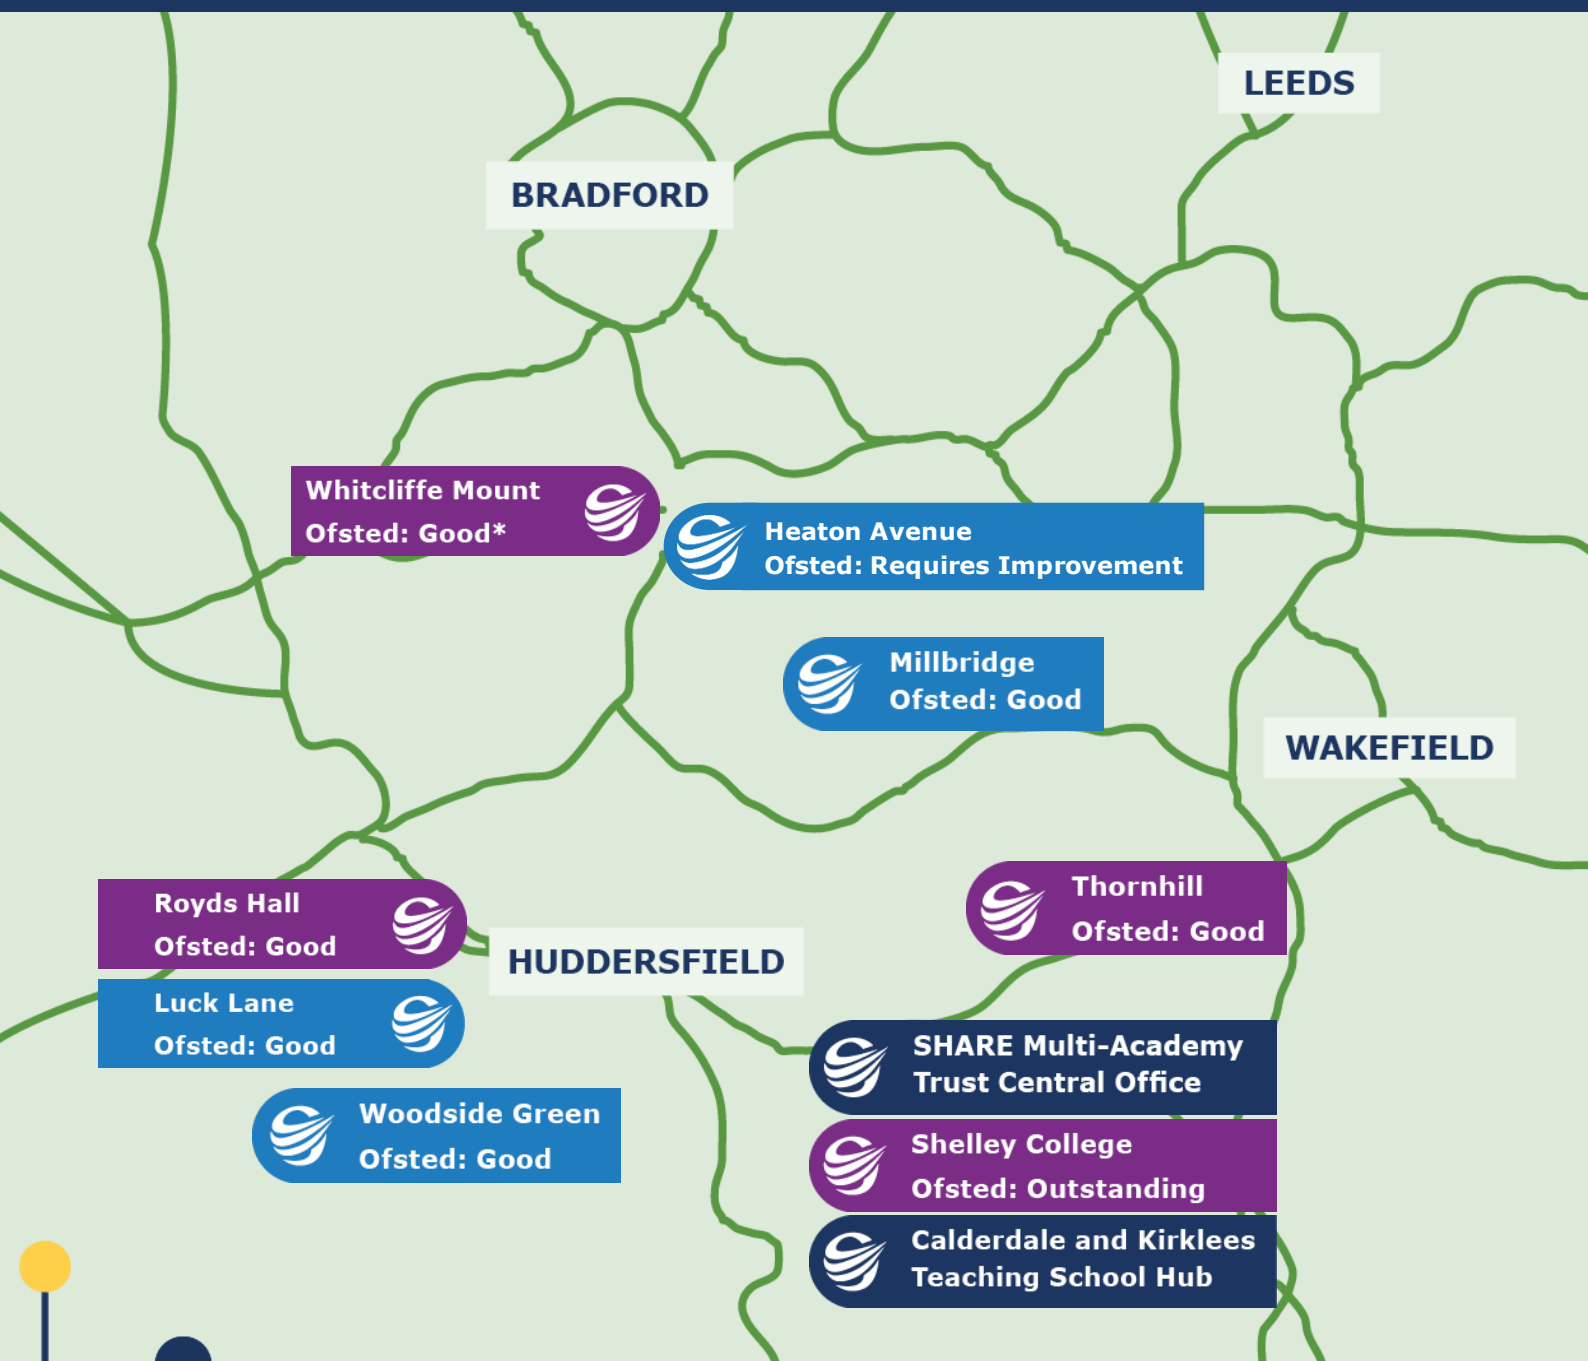 LEEDS
BRADFORD
Whitcliffe Mount
Ofsted: Good*
Heaton Avenue
Ofsted: Requires Improvement
Millbridge
Ofsted: Good
WAKEFIELD
Thornhill
Ofsted: Good
Royds Hall
Ofsted: Good
HUDDERSFIELD
Luck Lane
Ofsted: Good
SHARE Multi-Academy
Trust Central Office
Woodside Green
Ofsted: Good
Shelley College
Ofsted: Outstanding
Calderdale and Kirklees
Teaching School Hub